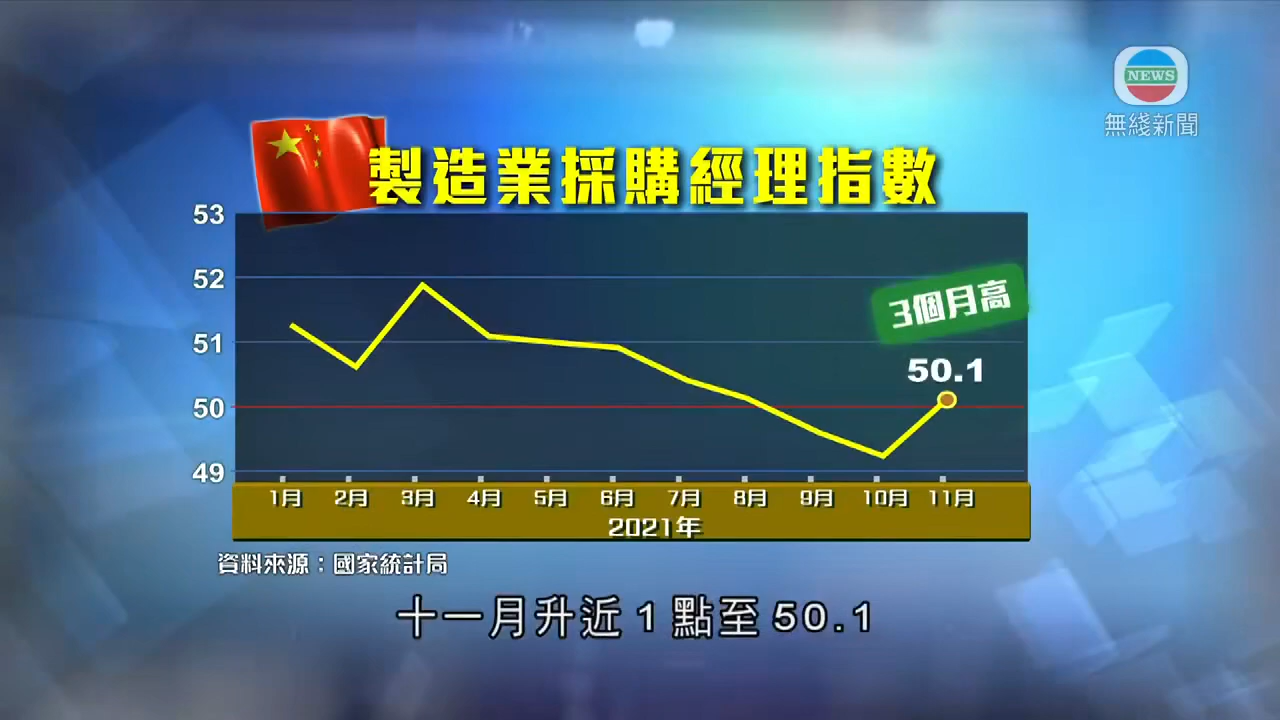 NEWS
無綫新聞
製造業採購經理指數
53
52
51
50
49
3個月高
50.1
1月 2月 3月 4月 5月 6月 7月 8月 9月 10月 11月
2021年
資料來源：國家統計局
十一月升近1點至50.1